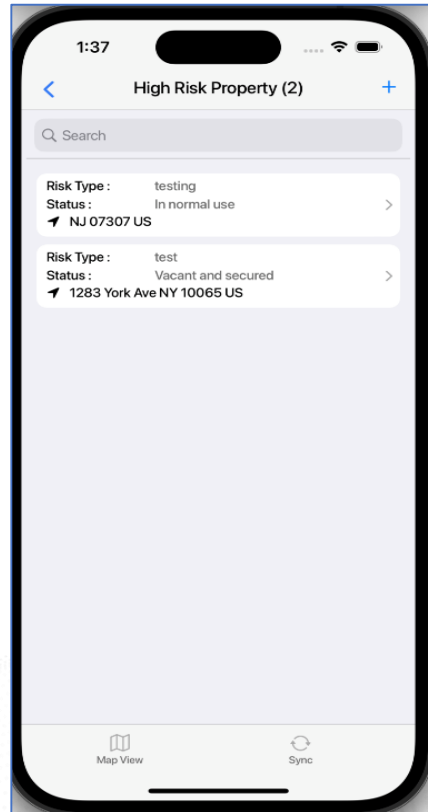 1:37
High Risk Property (2)
Search
Risk Type : testing
Status : In normal use
NJ 07307 US
Risk Type : test
Status : Vacant and secured
1283 York Ave NY 10065 US
Map View Sync